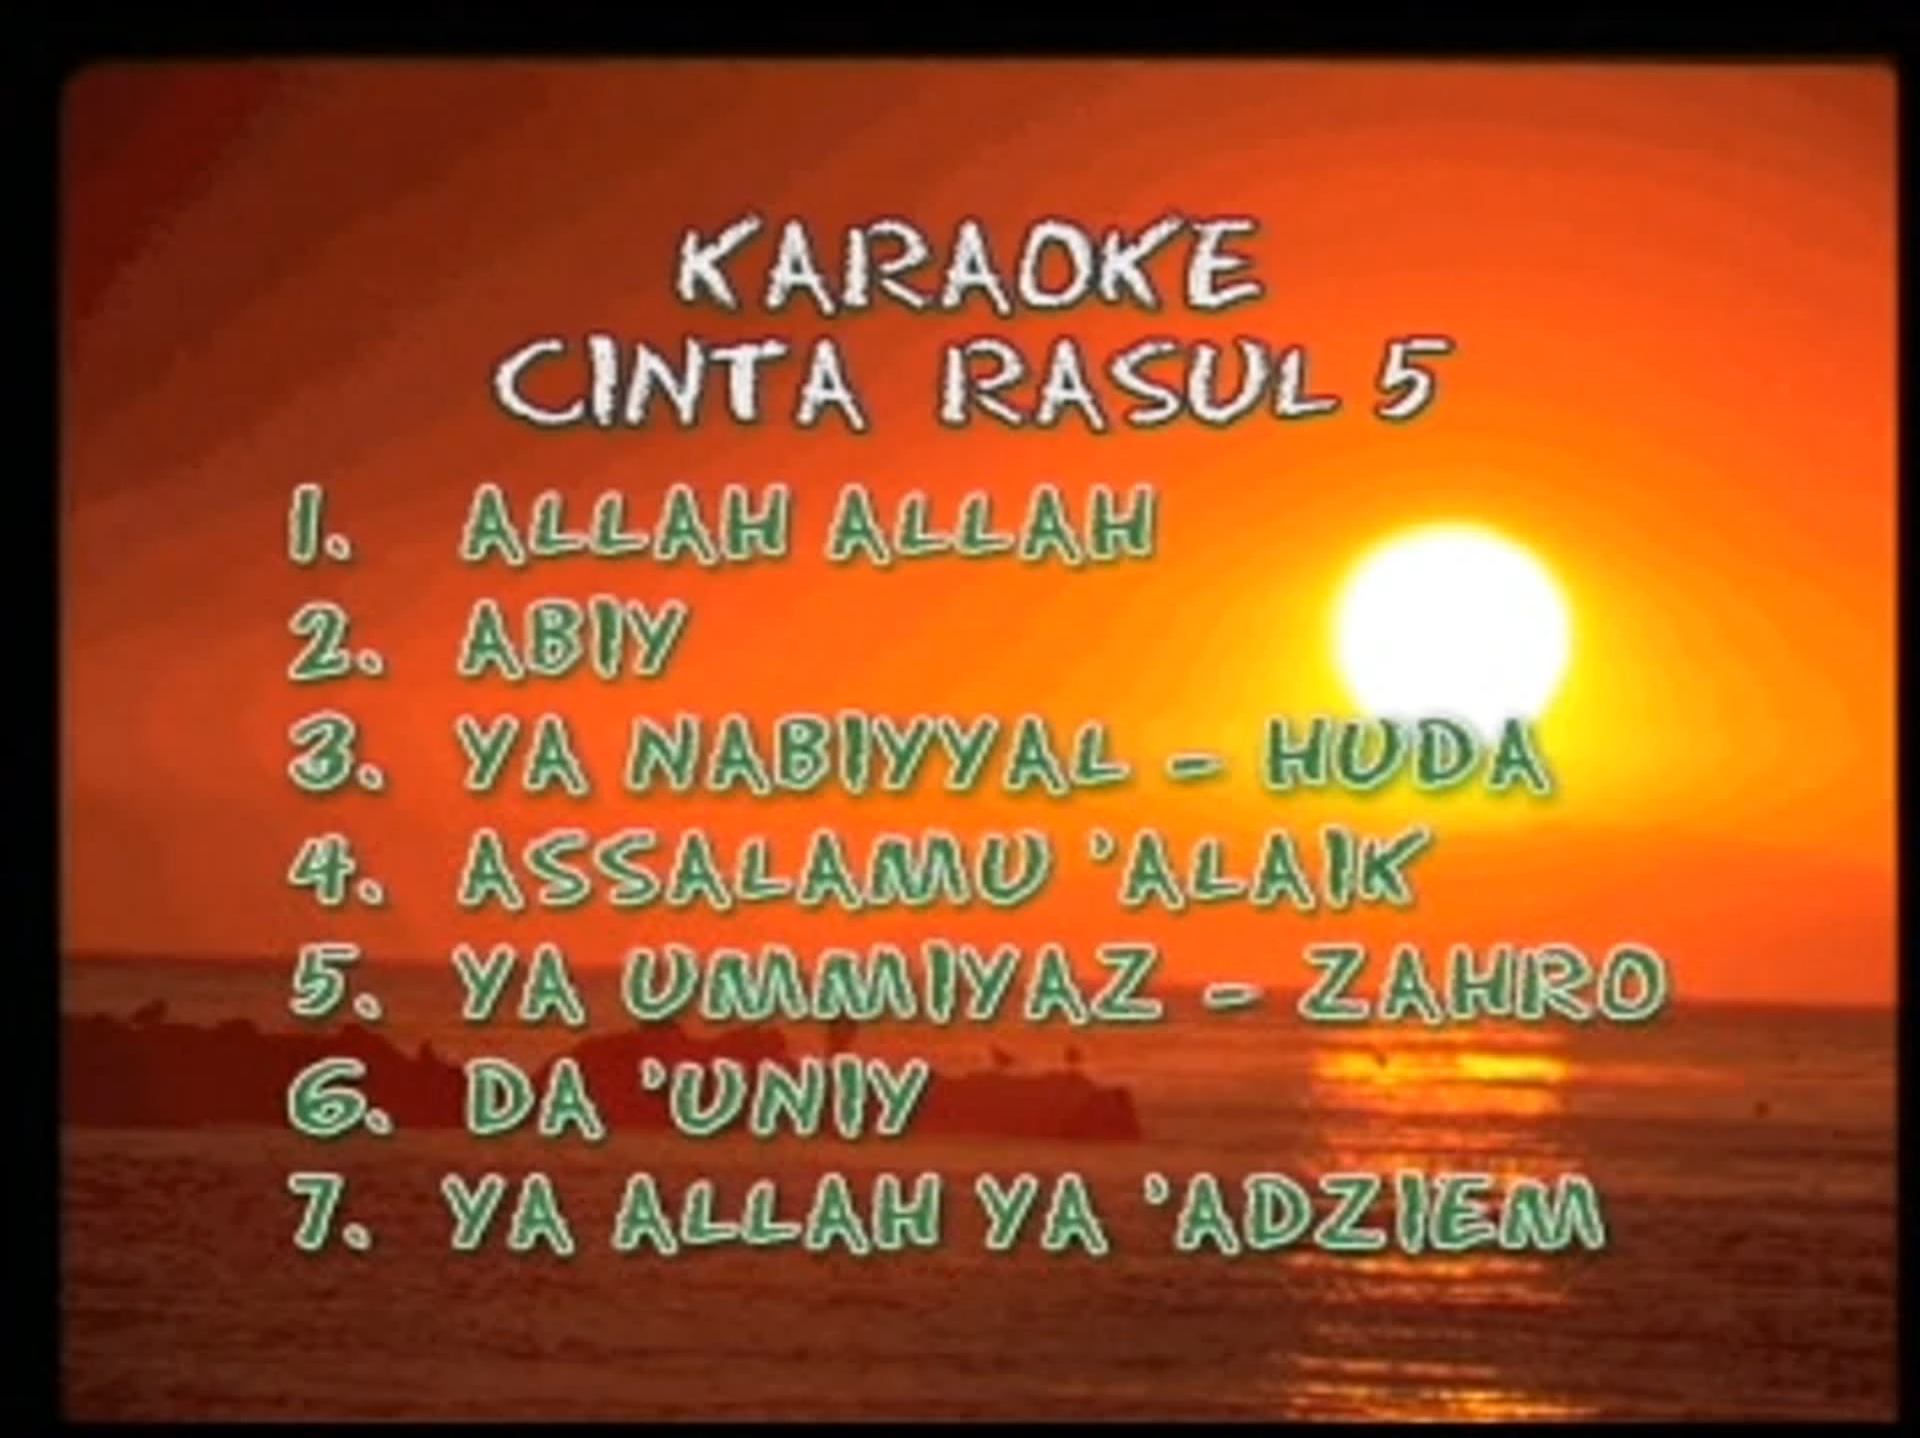 KARAOKE
CINTA RASUL 5
1. ALLAH ALLAH
2. ABIY
3. YA NABIYYAL - HUDA
4. ASSALAMU 'ALAIK
5. YA UMMIYAZ - ZAHRO
6. DA 'UNIY
7. YA ALLAH YA 'ADZIEM